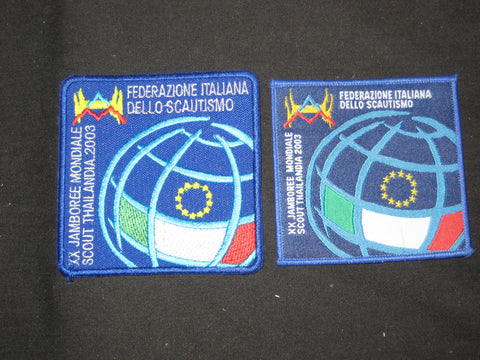 FEDERAZIONE ITALIANA
DELLO SCAUTISMO
XX JAMBOREE MONDIALE
SCOUT THAILANDIA.2003
FEDERAZIONE ITALIANA
DELLO SCAUTISMO
XX JAMBOREE MONDIALE
SCOUT THAILANDIA 2003